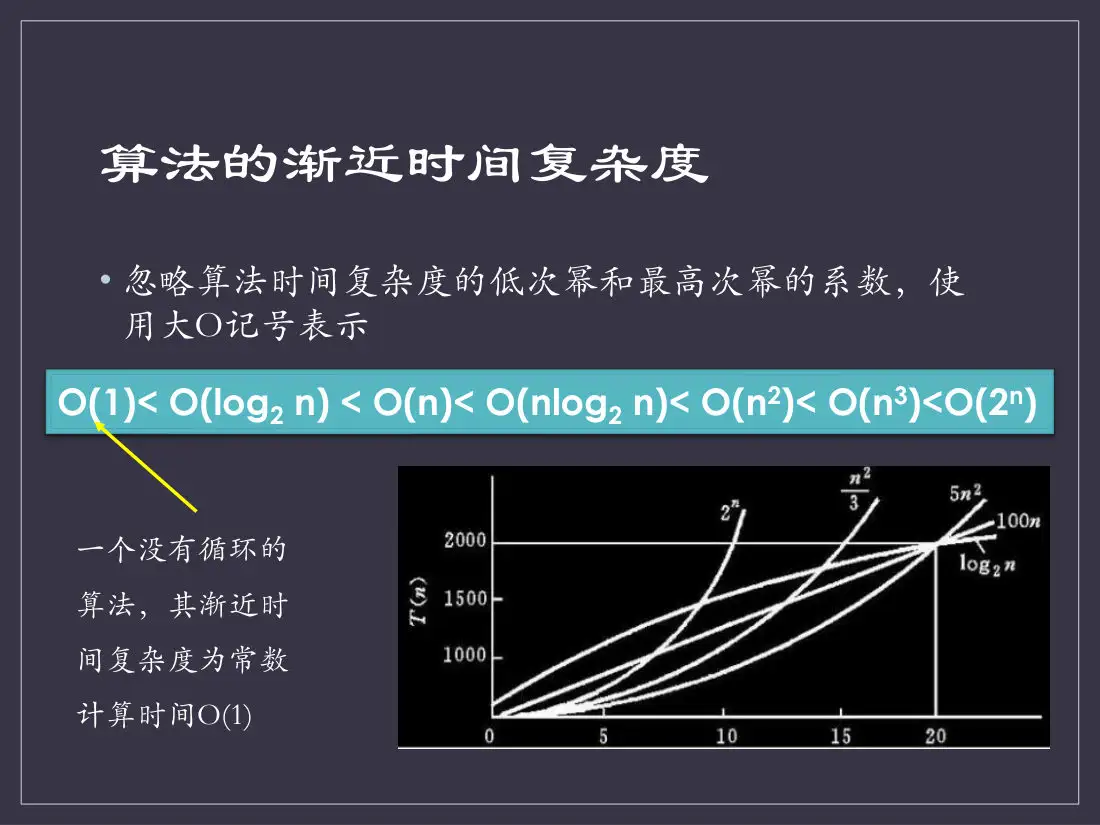 算法的渐近时间复杂度
• 忽略算法时间复杂度的低次幂和最高次幂的系数，使
用大O记号表示
O(1)< O(log₂ n) < O(n)< O(nlog₂ n)< O(n²)< O(n³)<O(2ⁿ)
一个没有循环的
算法，其渐近时
间复杂度为常数
计算时间O(1)
2ⁿ
n²/3
5n²
100n
log₂n
2000
1500
1000
T(n)
0 5 10 15 20